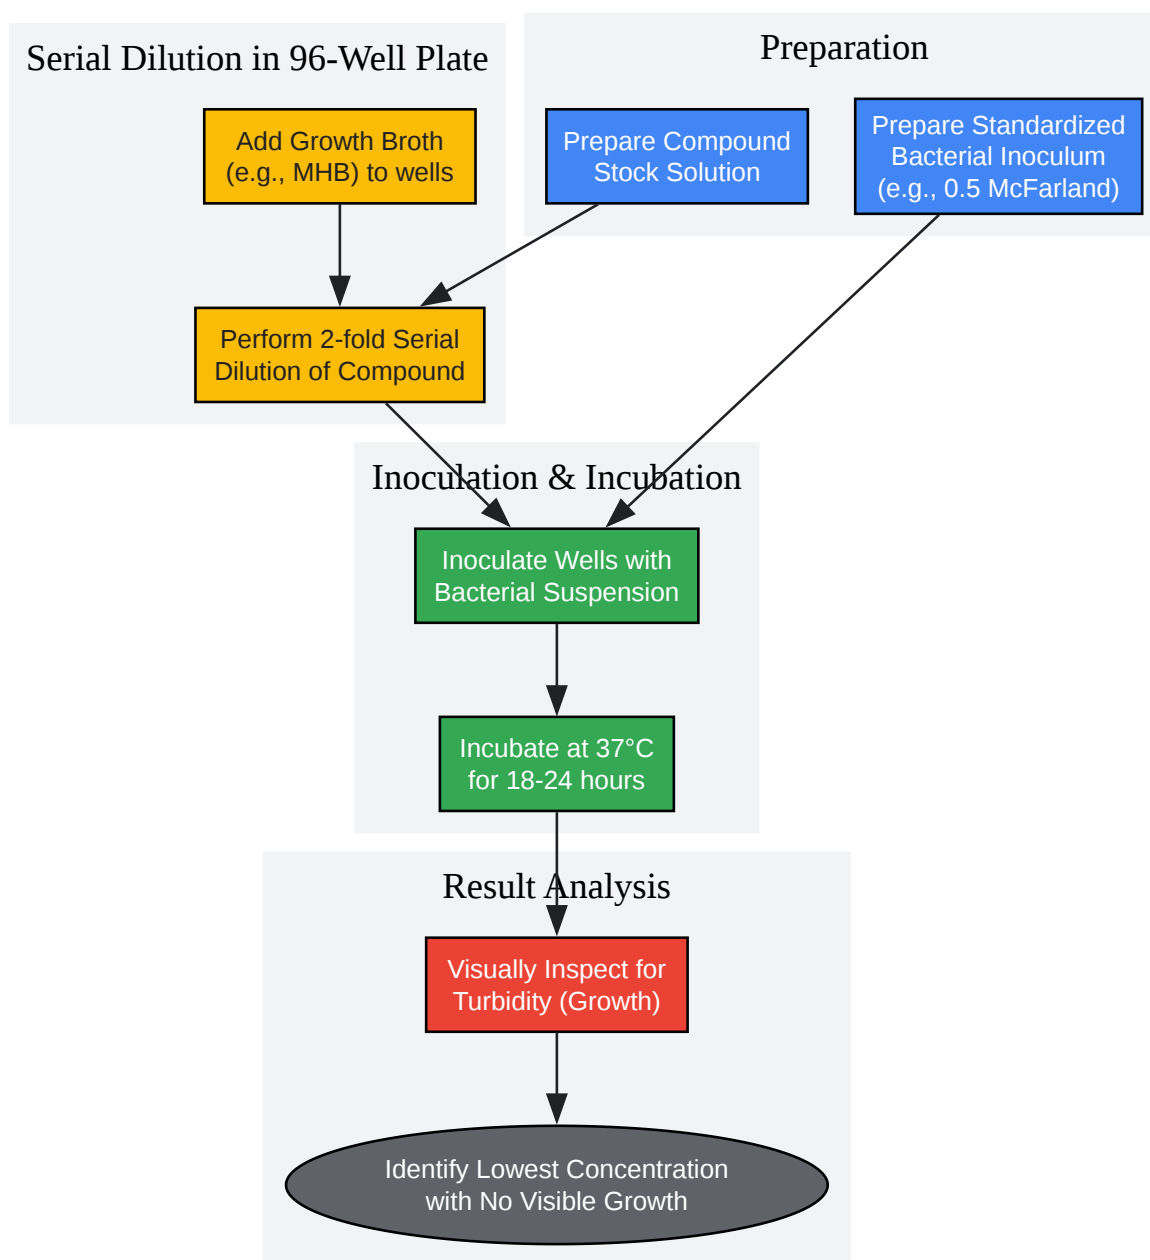 Serial Dilution in 96-Well Plate
Preparation
Add Growth Broth
(e.g., MHB) to wells
Prepare Compound
Stock Solution
Prepare Standardized
Bacterial Inoculum
(e.g., 0.5 McFarland)
Perform 2-fold Serial
Dilution of Compound
Inoculation & Incubation
Inoculate Wells with
Bacterial Suspension
Incubate at 37°C
for 18-24 hours
Result Analysis
Visually Inspect for
Turbidity (Growth)
Identify Lowest Concentration
with No Visible Growth